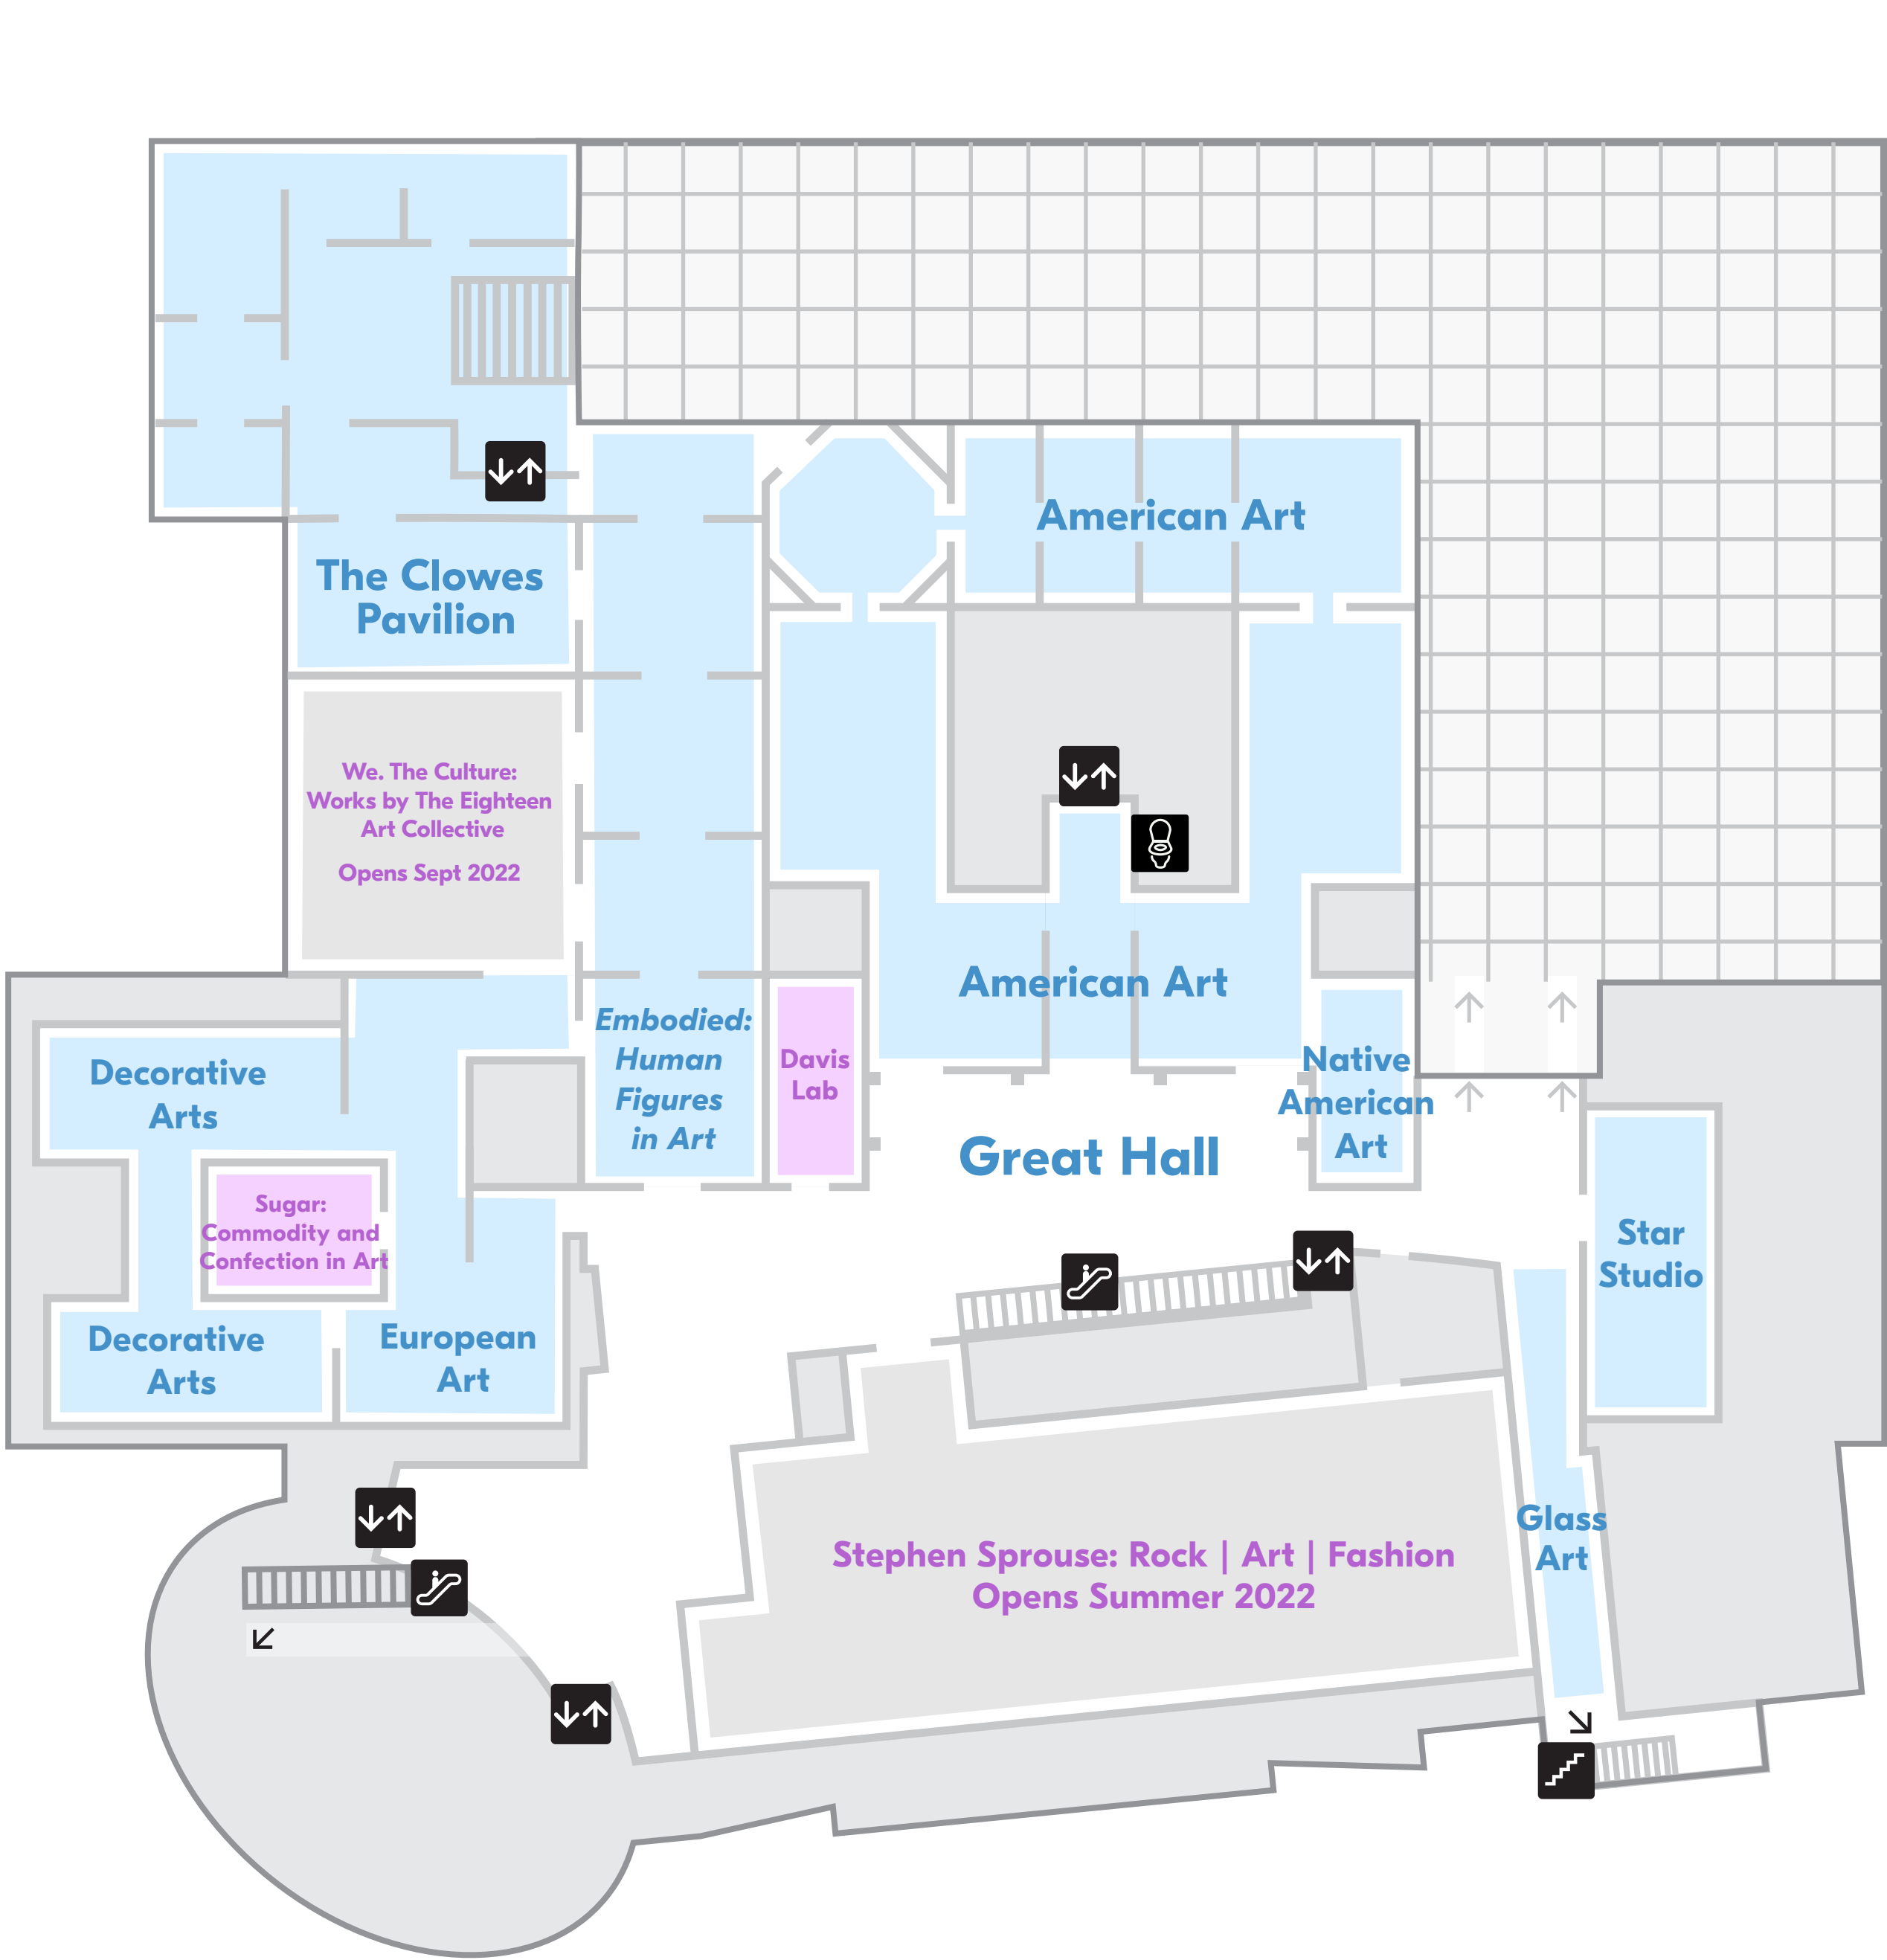 American Art
The Clowes
Pavilion
We. The Culture:
Works by The Eighteen
Art Collective
Opens Sept 2022
American Art
Embodied:
Human
Figures
in Art
Davis
Lab
Native
American
Art
Great Hall
Decorative
Arts
Sugar:
Commodity and
Confection in Art
Decorative
Arts
European
Art
Star
Studio
Glass
Art
Stephen Sprouse: Rock | Art | Fashion
Opens Summer 2022